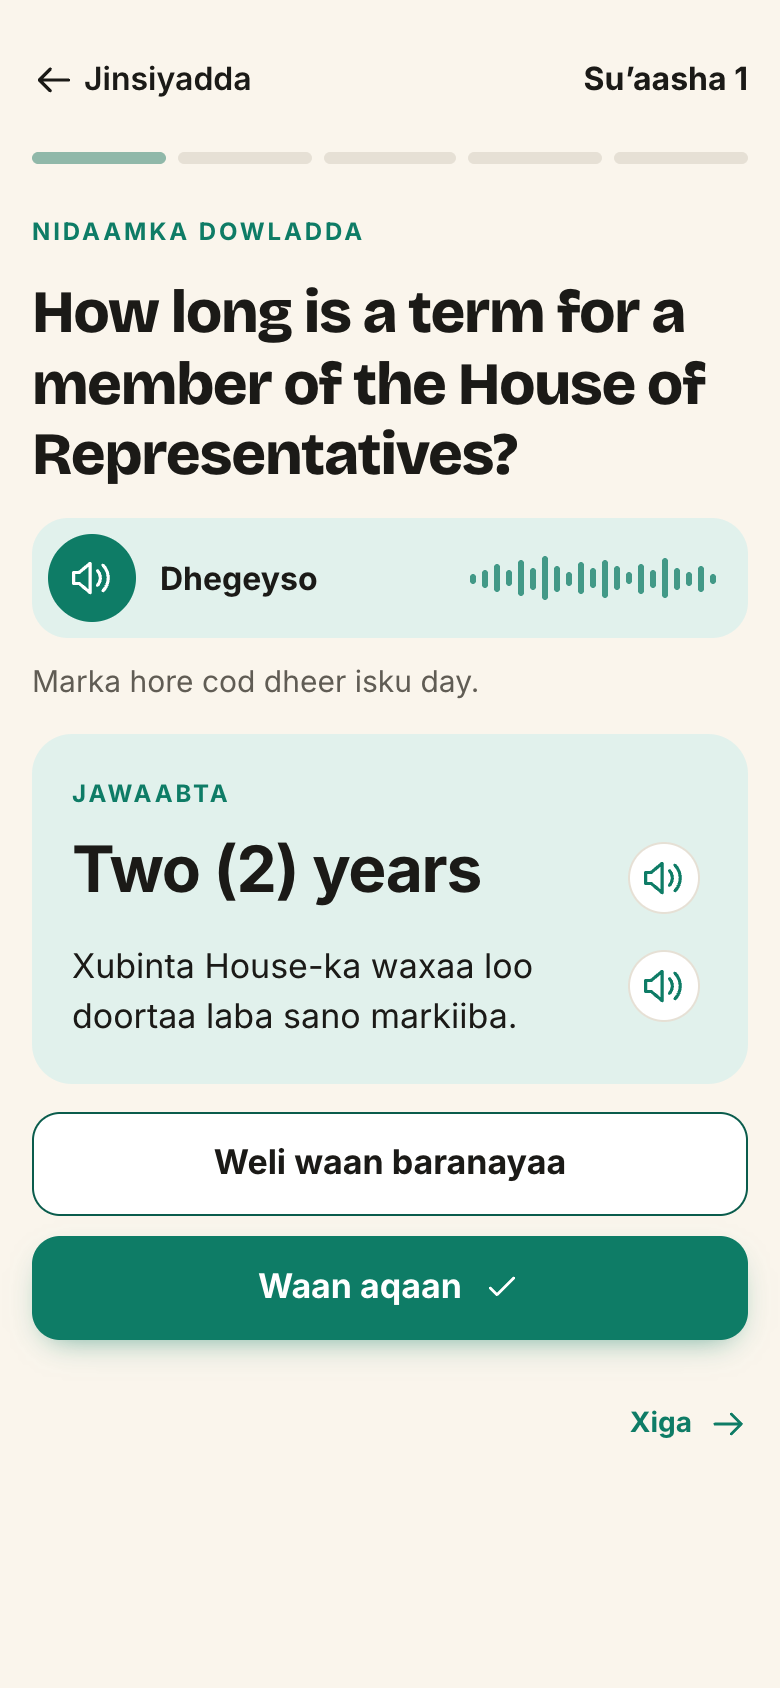 Jinsiyadda
Su’aasha 1
NIDAAMKA DOWLADDA
How long is a term for a
member of the House of
Representatives?
Dhegeyso
Marka hore cod dheer isku day.
JAWAABTA
Two (2) years
Xubinta House-ka waxaa loo
doortaa laba sano markiiba.
Weli waan baranayaa
Waan aqaan
Xiga